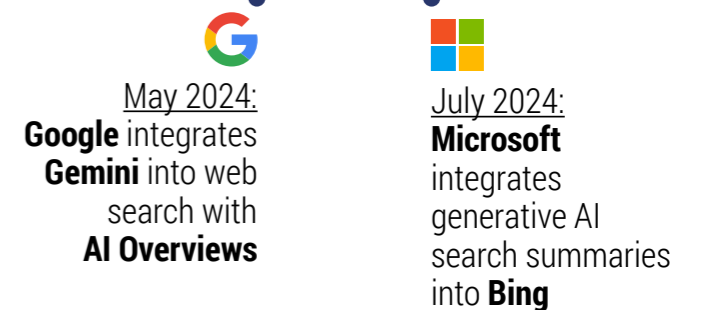 May 2024:
Google integrates
Gemini into web
search with
AI Overviews
July 2024:
Microsoft
integrates
generative AI
search summaries
into Bing